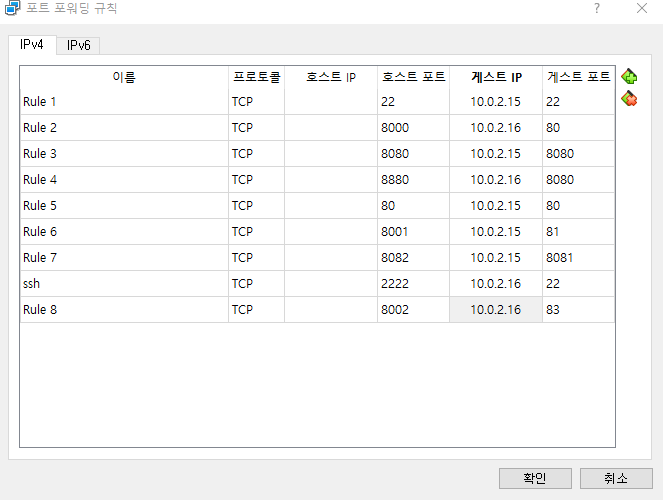 포트 포워딩 규칙
IPv4 IPv6
이름 프로토콜 호스트 IP 호스트 포트 게스트 IP 게스트 포트
Rule 1 TCP 22 10.0.2.15 22
Rule 2 TCP 8000 10.0.2.16 80
Rule 3 TCP 8080 10.0.2.15 8080
Rule 4 TCP 8880 10.0.2.16 8080
Rule 5 TCP 80 10.0.2.15 80
Rule 6 TCP 8001 10.0.2.15 81
Rule 7 TCP 8082 10.0.2.15 8081
ssh TCP 2222 10.0.2.16 22
Rule 8 TCP 8002 10.0.2.16 83
확인 취소